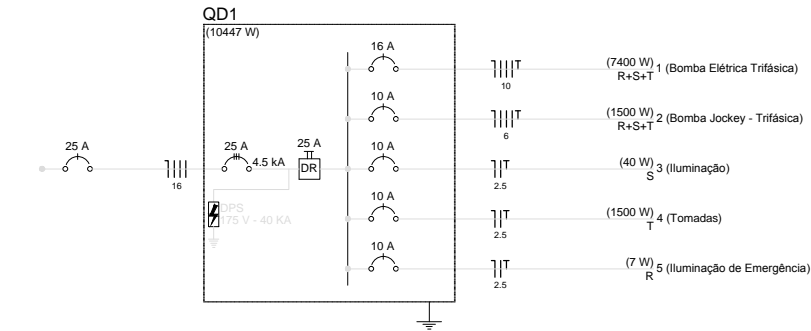 QD1
(10447 W)
25 A
16
25 A
4.5 kA
25 A
DR
DPS
175 V - 40 KA
16 A
10
(7400 W)
R+S+T
1 (Bomba Elétrica Trifásica)
10 A
6
(1500 W)
R+S+T
2 (Bomba Jockey - Trifásica)
10 A
2.5
(40 W)
S
3 (Iluminação)
10 A
2.5
(1500 W)
T
4 (Tomadas)
10 A
2.5
(7 W)
R
5 (Iluminação de Emergência)